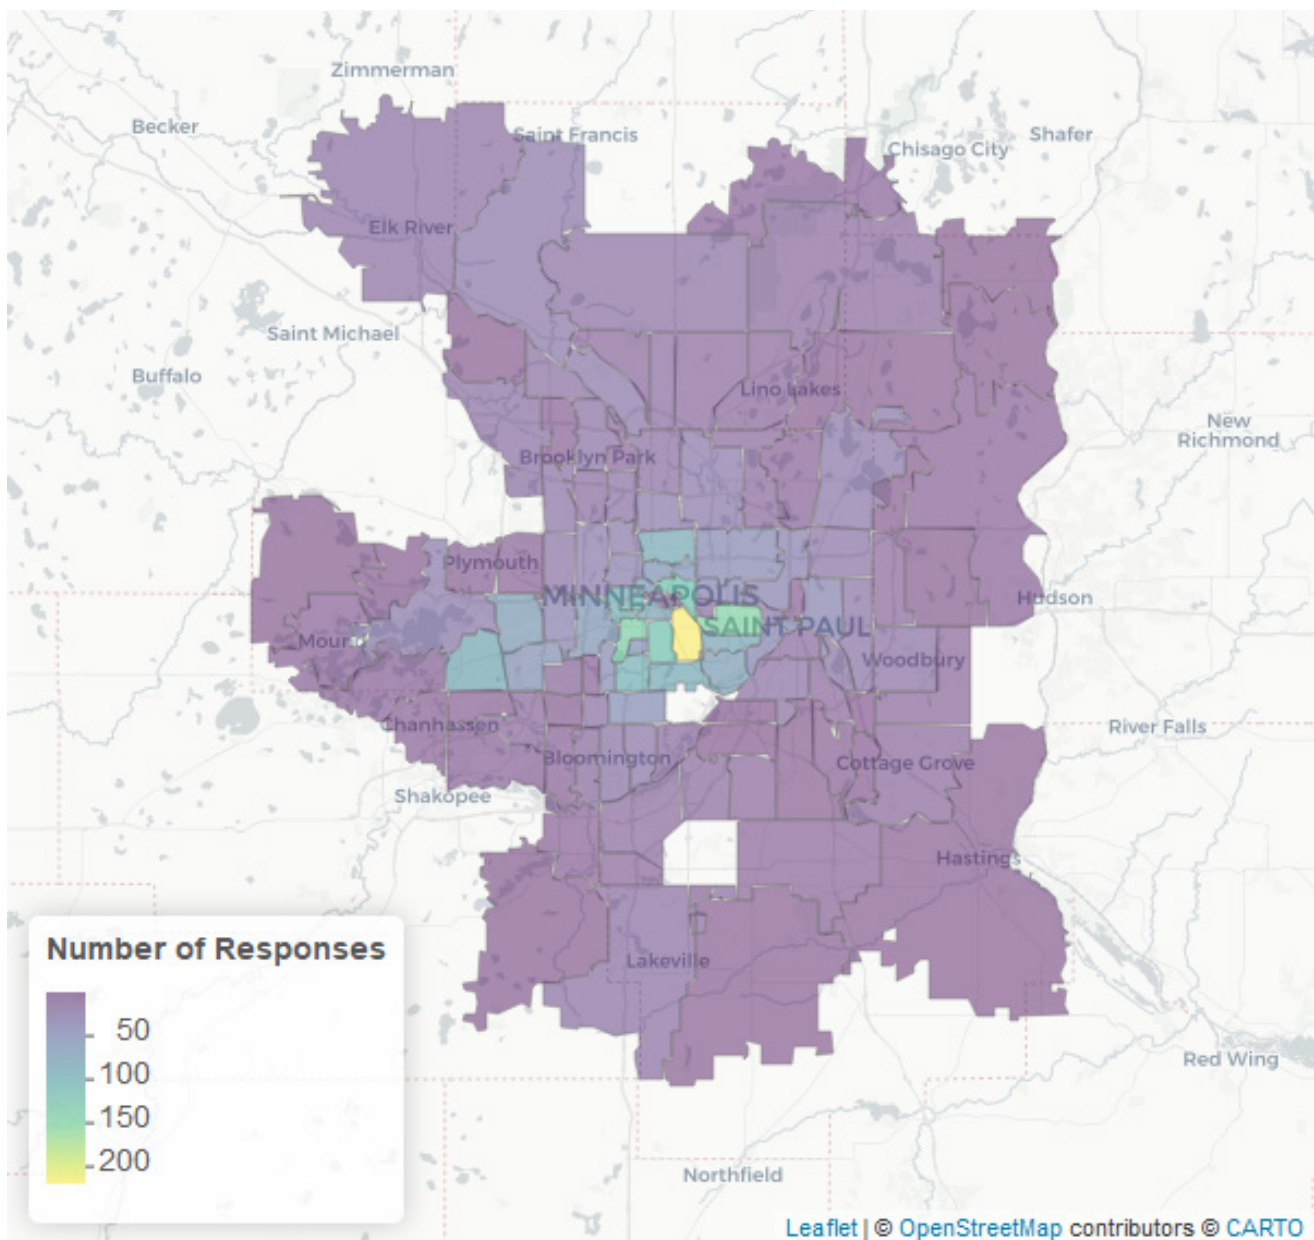 Zimmerman
Becker
Saint Francis
Shafer
Chisago City
Elk River
Saint Michael
Buffalo
Lino Lakes
New
Richmond
Brooklyn Park
Plymouth
MINNEAPOLIS
Hudson
SAINT PAUL
Moun
Woodbury
Chanhassen
River Falls
Bloomington
Cottage Grove
Shakopee
Hastings
Number of Responses
Lakeville
50
100
150
200
Red Wing
Northfield
Leaflet | © OpenStreetMap contributors © CARTO